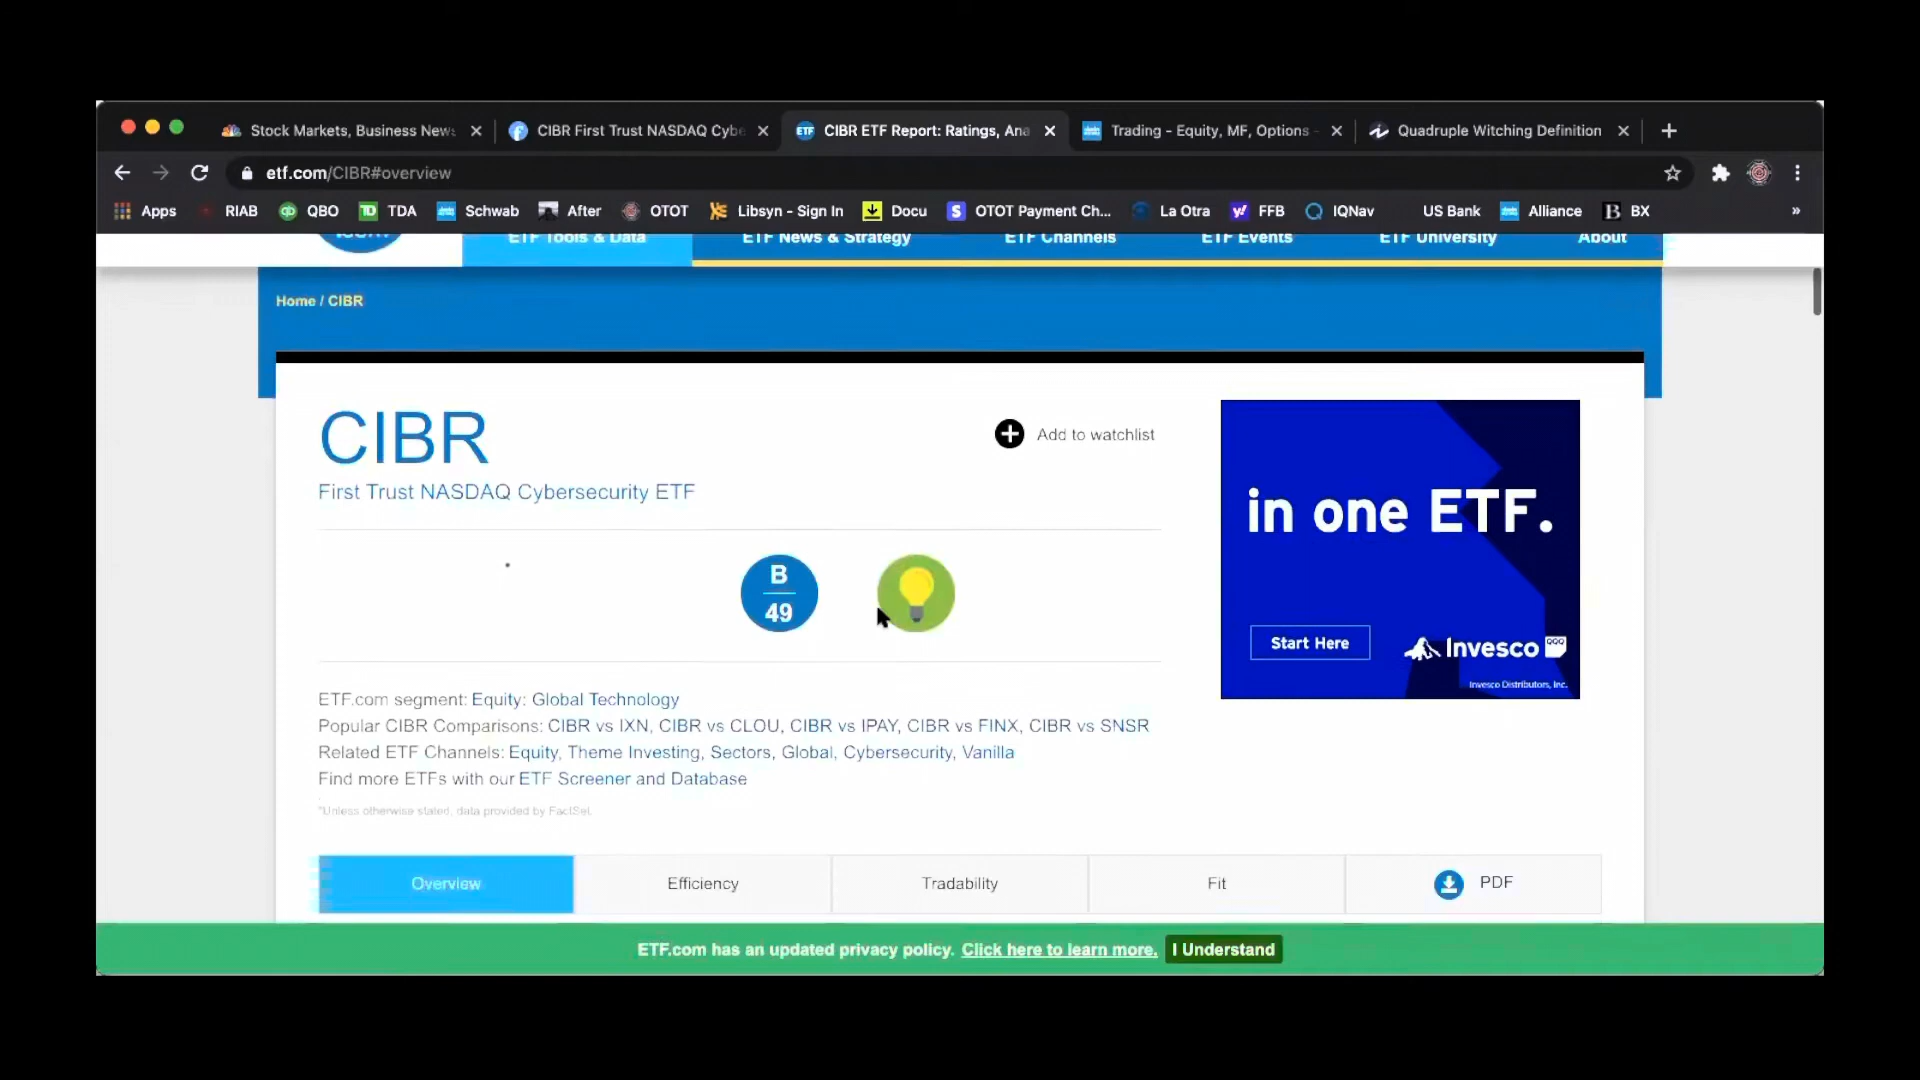 Stock Markets, Business News
CIBR First Trust NASDAQ Cybe
ETF
CIBR ETF Report: Ratings, Ana
Trading - Equity, MF, Options -
Quadruple Witching Definition
etf.com/CIBR#overview
Apps
RIAB
qb QBO
TDA
Schwab
After
OTOT
Libsyn - Sign In
Docu
S OTOT Payment Ch...
La Otra
y! FFB
IQNav
US Bank
Alliance
B BX
»
ETF Tools & Data
ETF News & Strategy
ETF Channels
ETF Events
ETF University
About
Home / CIBR
CIBR
Add to watchlist
First Trust NASDAQ Cybersecurity ETF
B
49
in one ETF.
Start Here
Invesco QQQ
Invesco Distributors, Inc.
ETF.com segment: Equity: Global Technology
Popular CIBR Comparisons: CIBR vs IXN, CIBR vs CLOU, CIBR vs IPAY, CIBR vs FINX, CIBR vs SNSR
Related ETF Channels: Equity, Theme Investing, Sectors, Global, Cybersecurity, Vanilla
Find more ETFs with our ETF Screener and Database
"Unless otherwise stated, data provided by FactSet.
Overview
Efficiency
Tradability
Fit
PDF
ETF.com has an updated privacy policy. Click here to learn more. I Understand